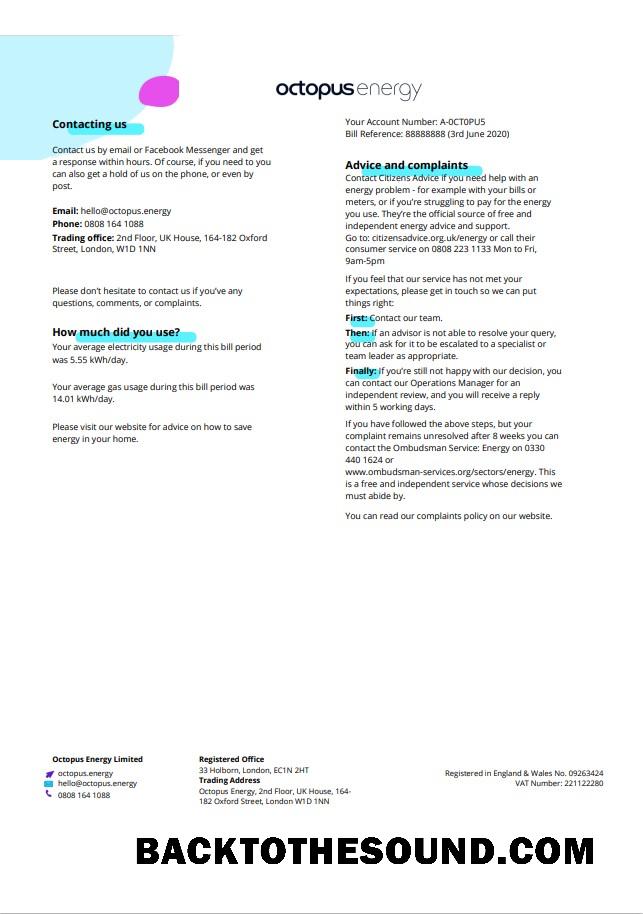 octopus energy
Contacting us
Contact us by email or Facebook Messenger and get
a response within hours. Of course, if you need to you
can also get a hold of us on the phone, or even by
post.
Email: hello@octopus.energy
Phone: 0808 164 1088
Trading office: 2nd Floor, UK House, 164-182 Oxford
Street, London, W1D 1NN
Please don't hesitate to contact us if you've any
questions, comments, or complaints.
How much did you use?
Your average electricity usage during this bill period
was 5.55 kWh/day.
Your average gas usage during this bill period was
14.01 kWh/day.
Please visit our website for advice on how to save
energy in your home.
Your Account Number: A-0CT0PU5
Bill Reference: 88888888 (3rd June 2020)
Advice and complaints
Contact Citizens Advice if you need help with an
energy problem - for example with your bills or
meters, or if you're struggling to pay for the energy
you use. They're the official source of free and
independent energy advice and support.
Go to: citizensadvice.org.uk/energy or call their
consumer service on 0808 223 1133 Mon to Fri,
9am-5pm
If you feel that our service has not met your
expectations, please get in touch so we can put
things right:
First: Contact our team.
Then: If an advisor is not able to resolve your query,
you can ask for it to be escalated to a specialist or
team leader as appropriate.
Finally: If you're still not happy with our decision, you
can contact our Operations Manager for an
independent review, and you will receive a reply
within 5 working days.
If you have followed the above steps, but your
complaint remains unresolved after 8 weeks you can
contact the Ombudsman Service: Energy on 0330
440 1624 or
www.ombudsman-services.org/sectors/energy. This
is a free and independent service whose decisions we
must abide by.
You can read our complaints policy on our website.
Octopus Energy Limited
octopus.energy
hello@octopus.energy
0808 164 1088
Registered Office
33 Holborn, London, EC1N 2HT
Trading Address
Octopus Energy, 2nd Floor, UK House, 164-
182 Oxford Street, London W1D 1NN
Registered in England & Wales No. 09263424
VAT Number: 221122280
BACKTOTHESOUND.COM